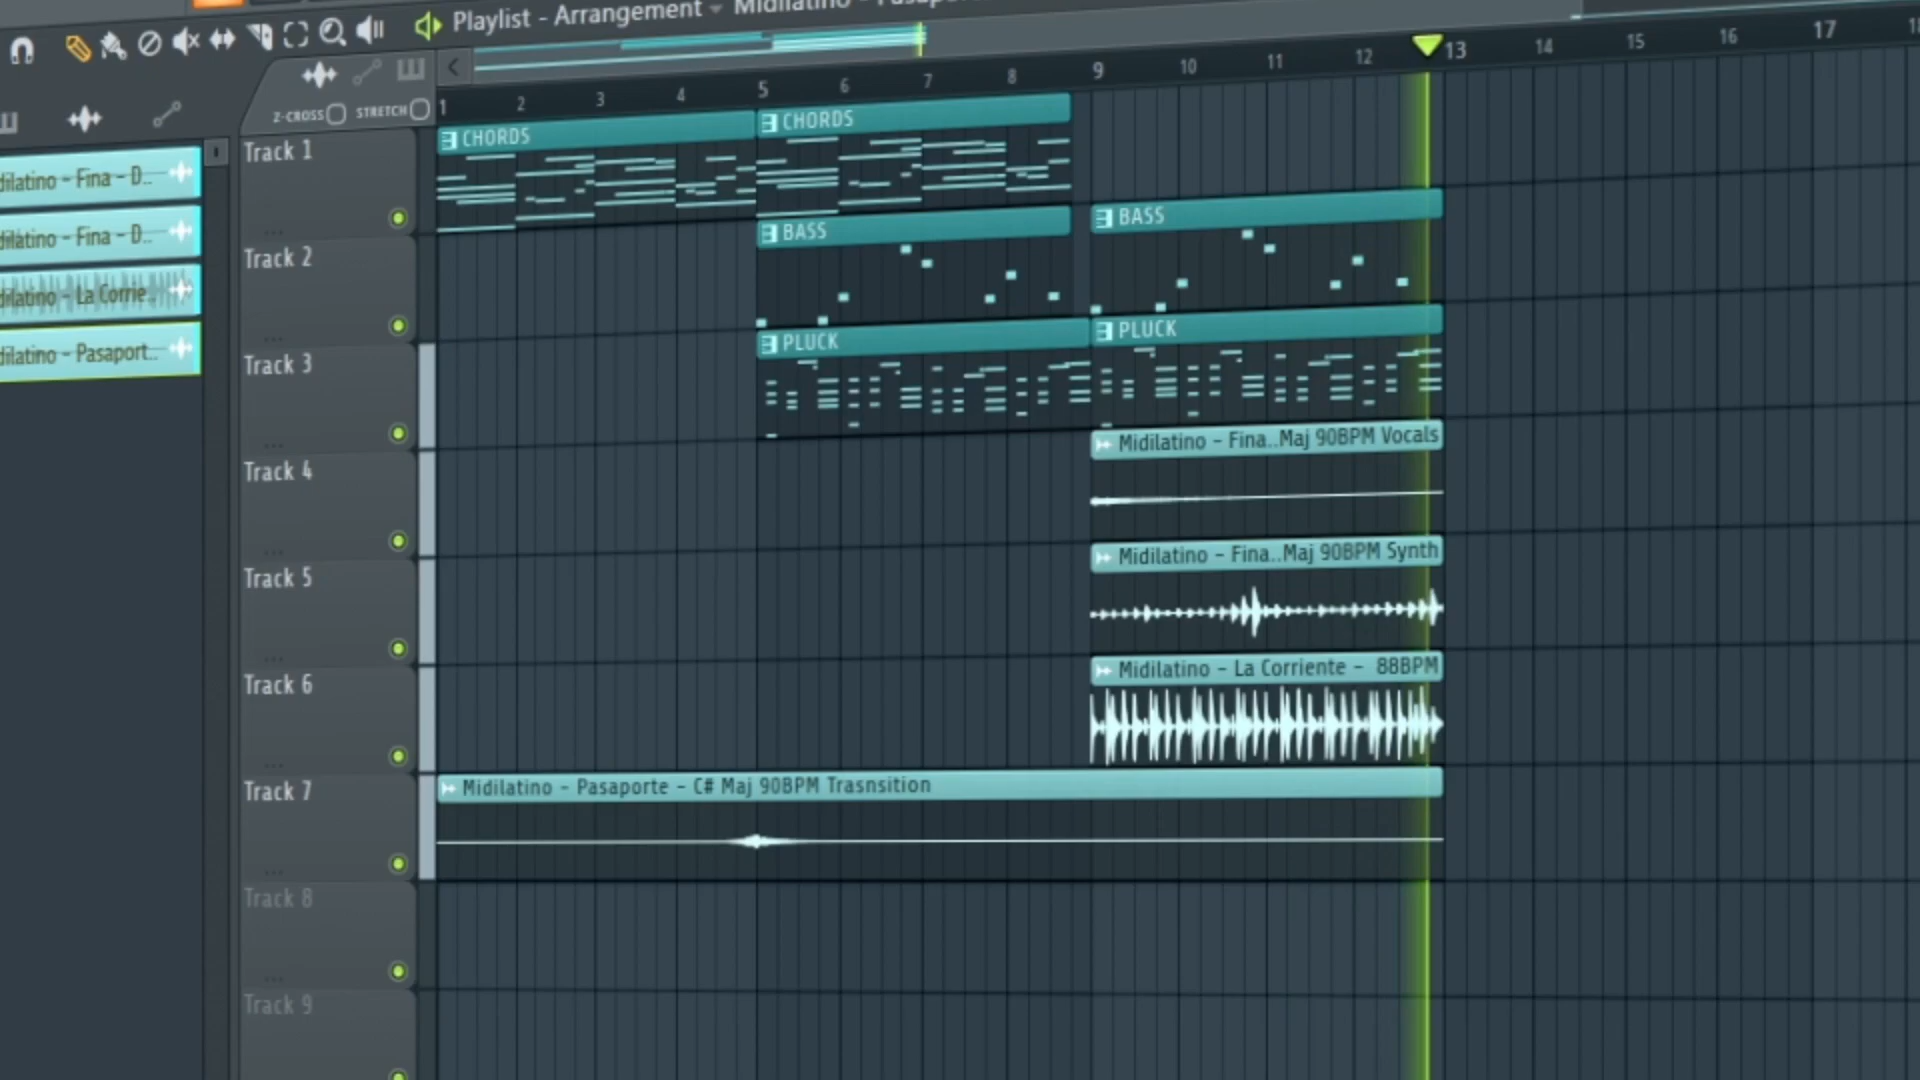 Playlist - Arrangement
Z-CROSS STRETCH
1 2 3 4 5 6 7 8 9 10 11 12 13 14 15 16 17
Track 1
CHORDS
CHORDS
Track 2
BASS
BASS
Track 3
PLUCK
PLUCK
Track 4
Midilatino - Fina..Maj 90BPM Vocals
Track 5
Midilatino - Fina..Maj 90BPM Synth
Track 6
Midilatino - La Corriente - 88BPM
Track 7
Midilatino - Pasaporte - C# Maj 90BPM Trasnsition
Track 8
Track 9
dilatino - Fina - D..
dilatino - Fina - D..
dilatino - La Corrie..
dilatino - Pasaport..